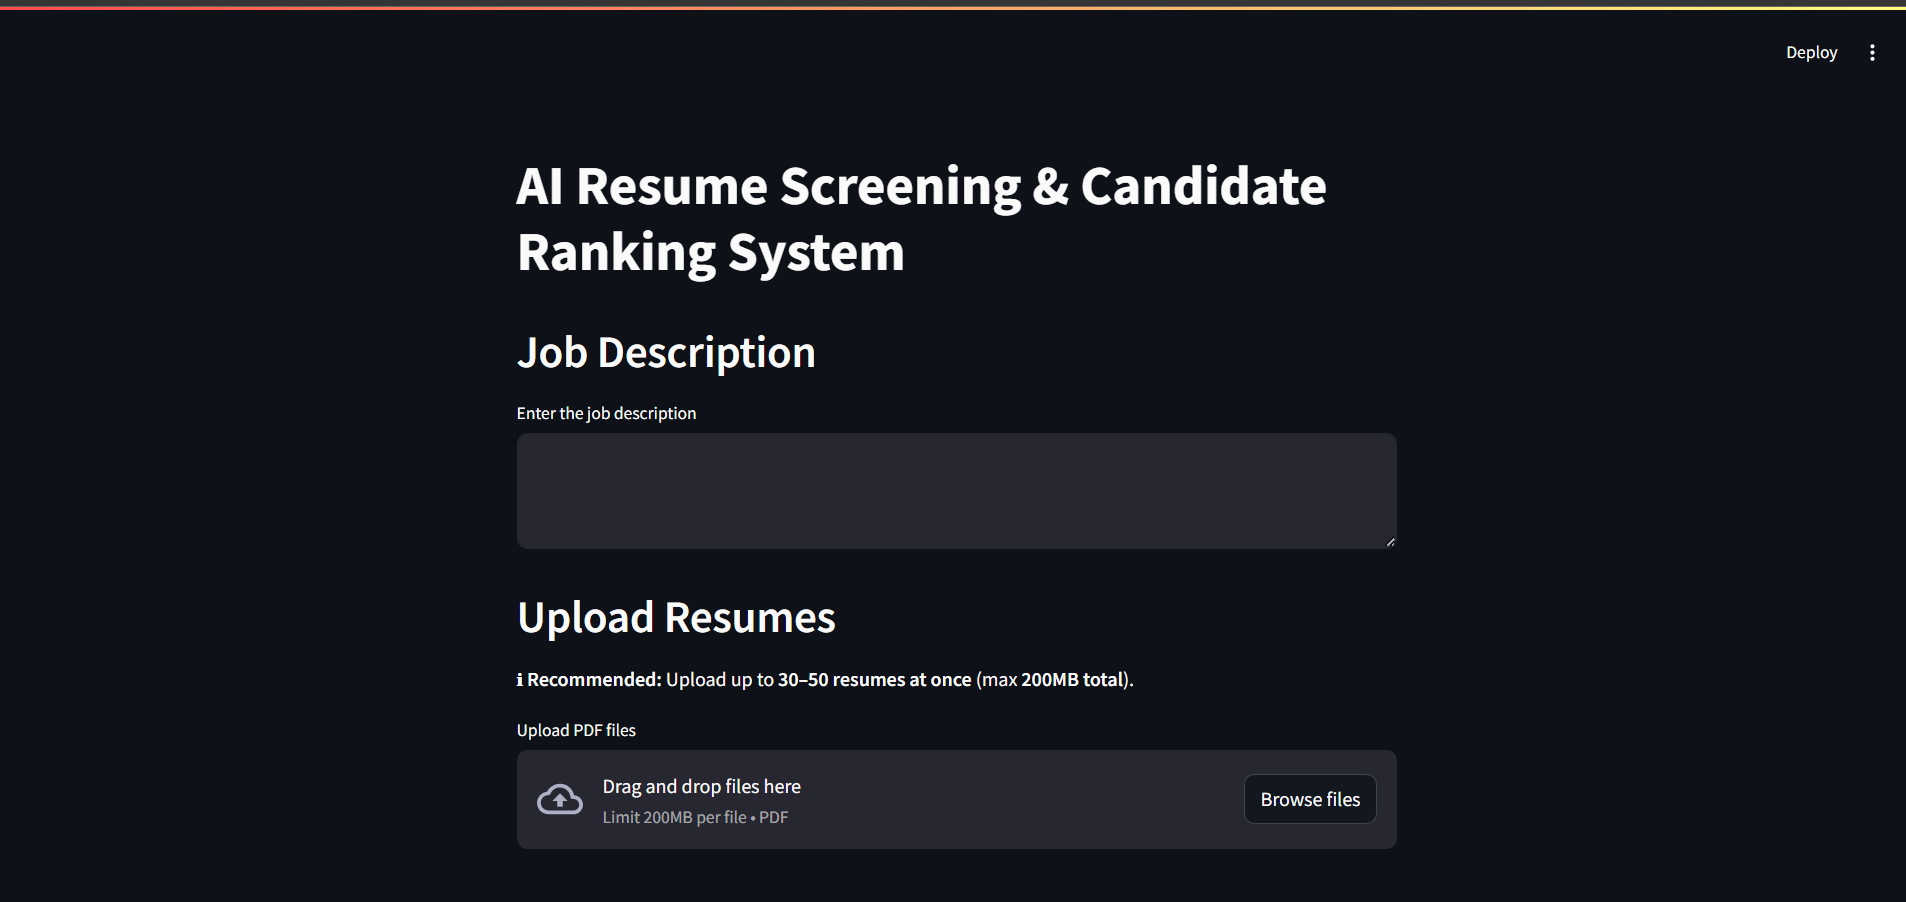 Deploy
AI Resume Screening & Candidate
Ranking System
Job Description
Enter the job description
Upload Resumes
ℹ Recommended: Upload up to 30–50 resumes at once (max 200MB total).
Upload PDF files
Drag and drop files here
Limit 200MB per file • PDF
Browse files